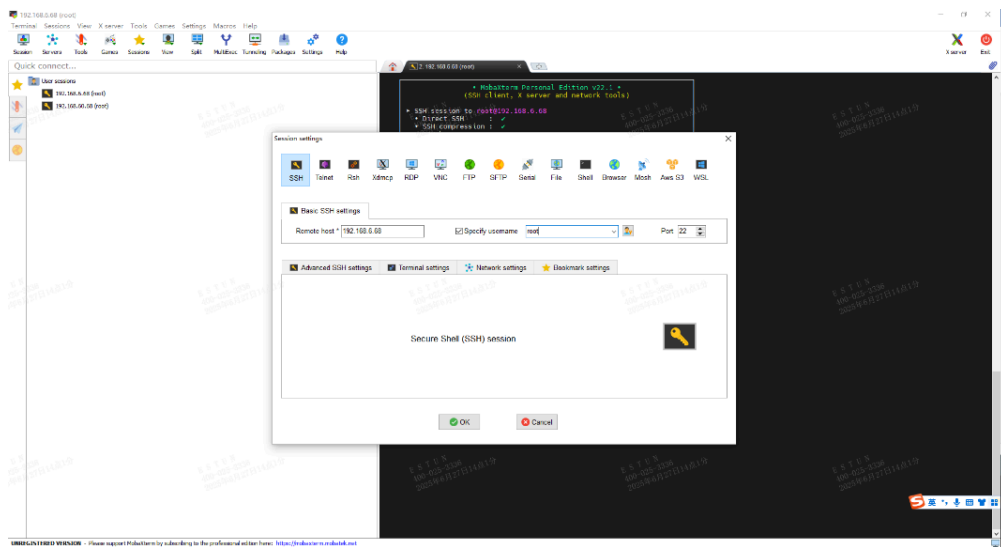 192.168.6.68 (root)
Terminal Sessions View X server Tools Games Settings Macros Help
Session Servers Tools Games Sessions View Split MultiExec Tunneling Packages Settings Help X server Exit
Quick connect...
2. 192.168.6.68 (root)
User sessions
192.168.6.68 (root)
192.168.60.68 (root)
• MobaXterm Personal Edition v22.1 •
(SSH client, X server and network tools)
► SSH session to root@192.168.6.68
• Direct SSH : ✓
• SSH compression : ✓
Session settings
SSH Telnet Rsh Xdmcp RDP VNC FTP SFTP Serial File Shell Browser Mosh Aws S3 WSL
Basic SSH settings
Remote host * 192.168.6.68 Specify username root Port 22
Advanced SSH settings Terminal settings Network settings Bookmark settings
Secure Shell (SSH) session
OK Cancel
英
UNREGISTERED VERSION - Please support MobaXterm by subscribing to the professional edition here: https://mobaxterm.mobatek.net